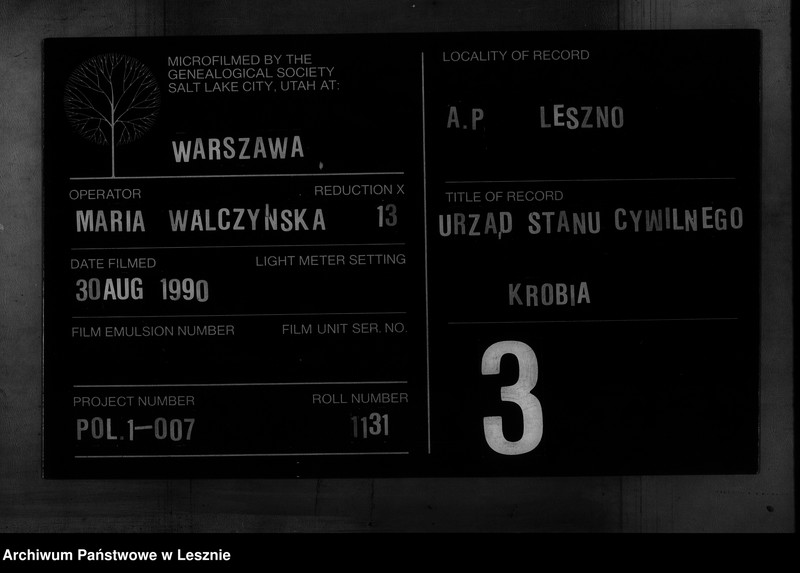 MICROFILMED BY THE
GENEALOGICAL SOCIETY
SALT LAKE CITY, UTAH AT:
WARSZAWA
OPERATOR
REDUCTION X
MARIA WALCZYŃSKA
13
DATE FILMED
LIGHT METER SETTING
30 AUG 1990
FILM EMULSION NUMBER
FILM UNIT SER. NO.
PROJECT NUMBER
ROLL NUMBER
POL.1-007
1131
LOCALITY OF RECORD
A.P LESZNO
TITLE OF RECORD
URZĄD STANU CYWILNEGO
KROBIA
3
Archiwum Państwowe w Lesznie